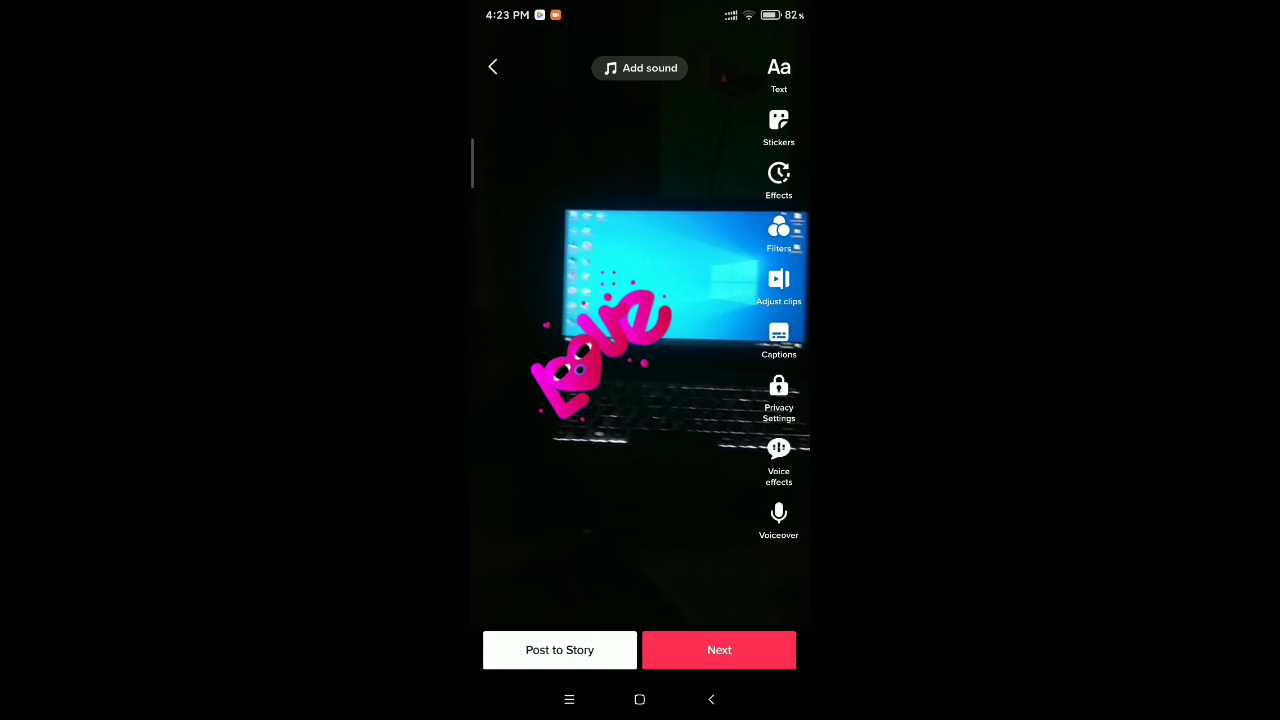 4:23 PM
82%
Add sound
Aa
Text
Stickers
Effects
Filters
Adjust clips
Captions
Privacy
Settings
Voice
effects
Voiceover
Love
Post to Story
Next